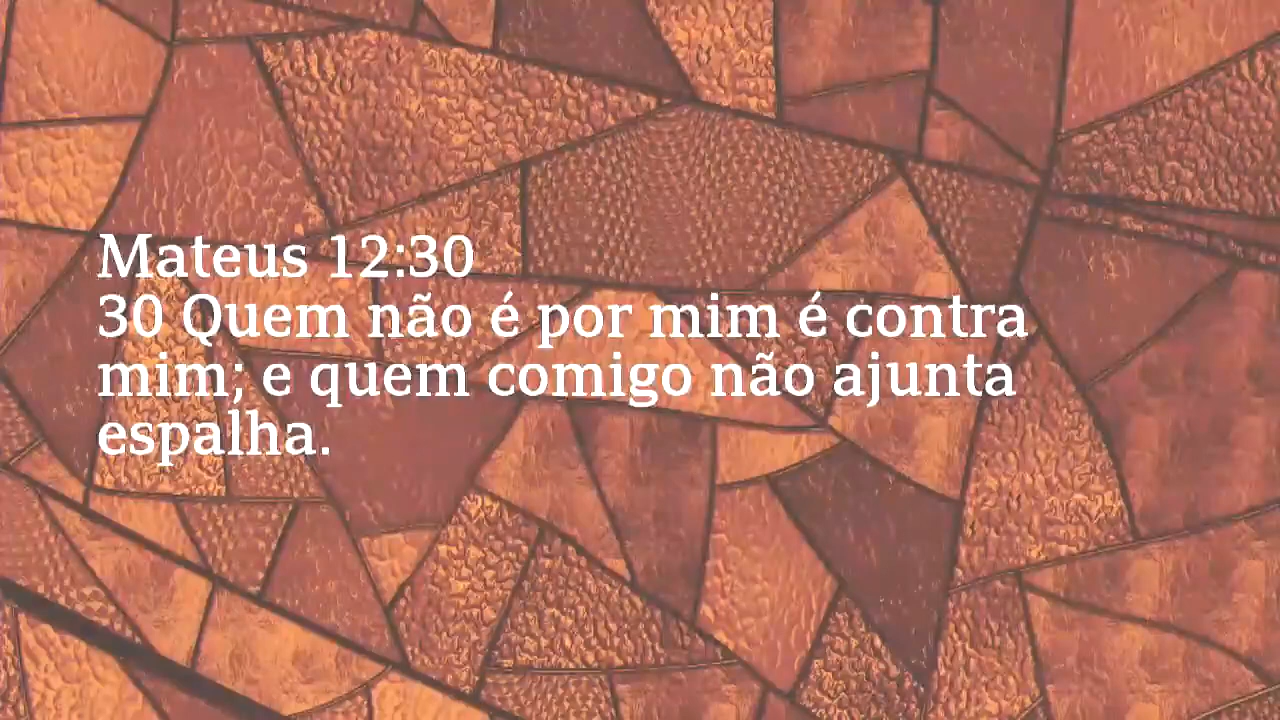 Mateus 12:30
30 Quem não é por mim é contra
mim; e quem comigo não ajunta
espalha.